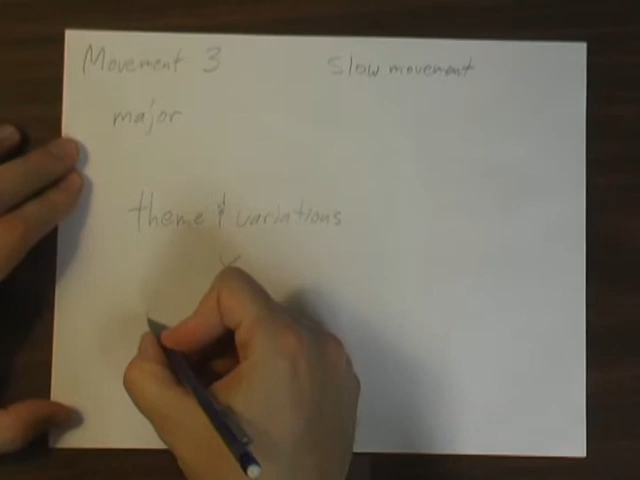 Movement 3 slow movement
major
theme & variations